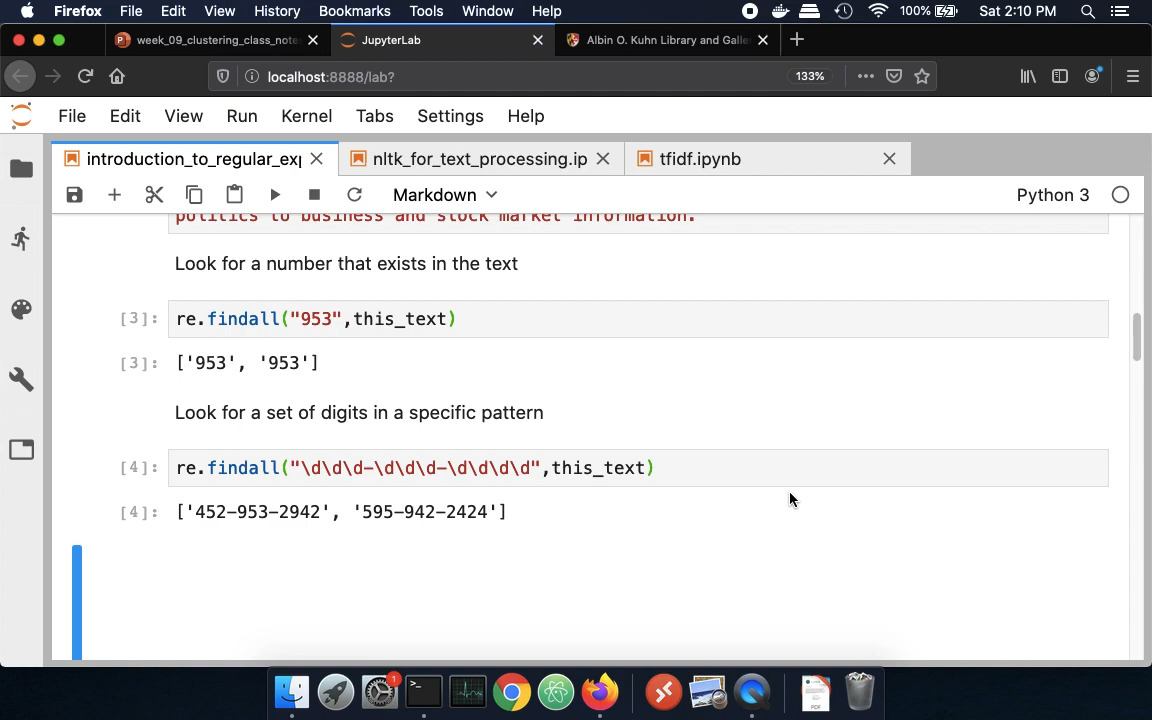 Firefox File Edit View History Bookmarks Tools Window Help 100% Sat 2:10 PM
week_09_clustering_class_note JupyterLab Albin O. Kuhn Library and Galle
localhost:8888/lab? 133%
File Edit View Run Kernel Tabs Settings Help
introduction_to_regular_exp nltk_for_text_processing.ip tfidf.ipynb
Markdown Python 3
politics to business and stock market information.
Look for a number that exists in the text
[3]: re.findall("953",this_text)
[3]: ['953', '953']
Look for a set of digits in a specific pattern
[4]: re.findall("\d\d\d-\d\d\d-\d\d\d\d",this_text)
[4]: ['452-953-2942', '595-942-2424']
1
PDF